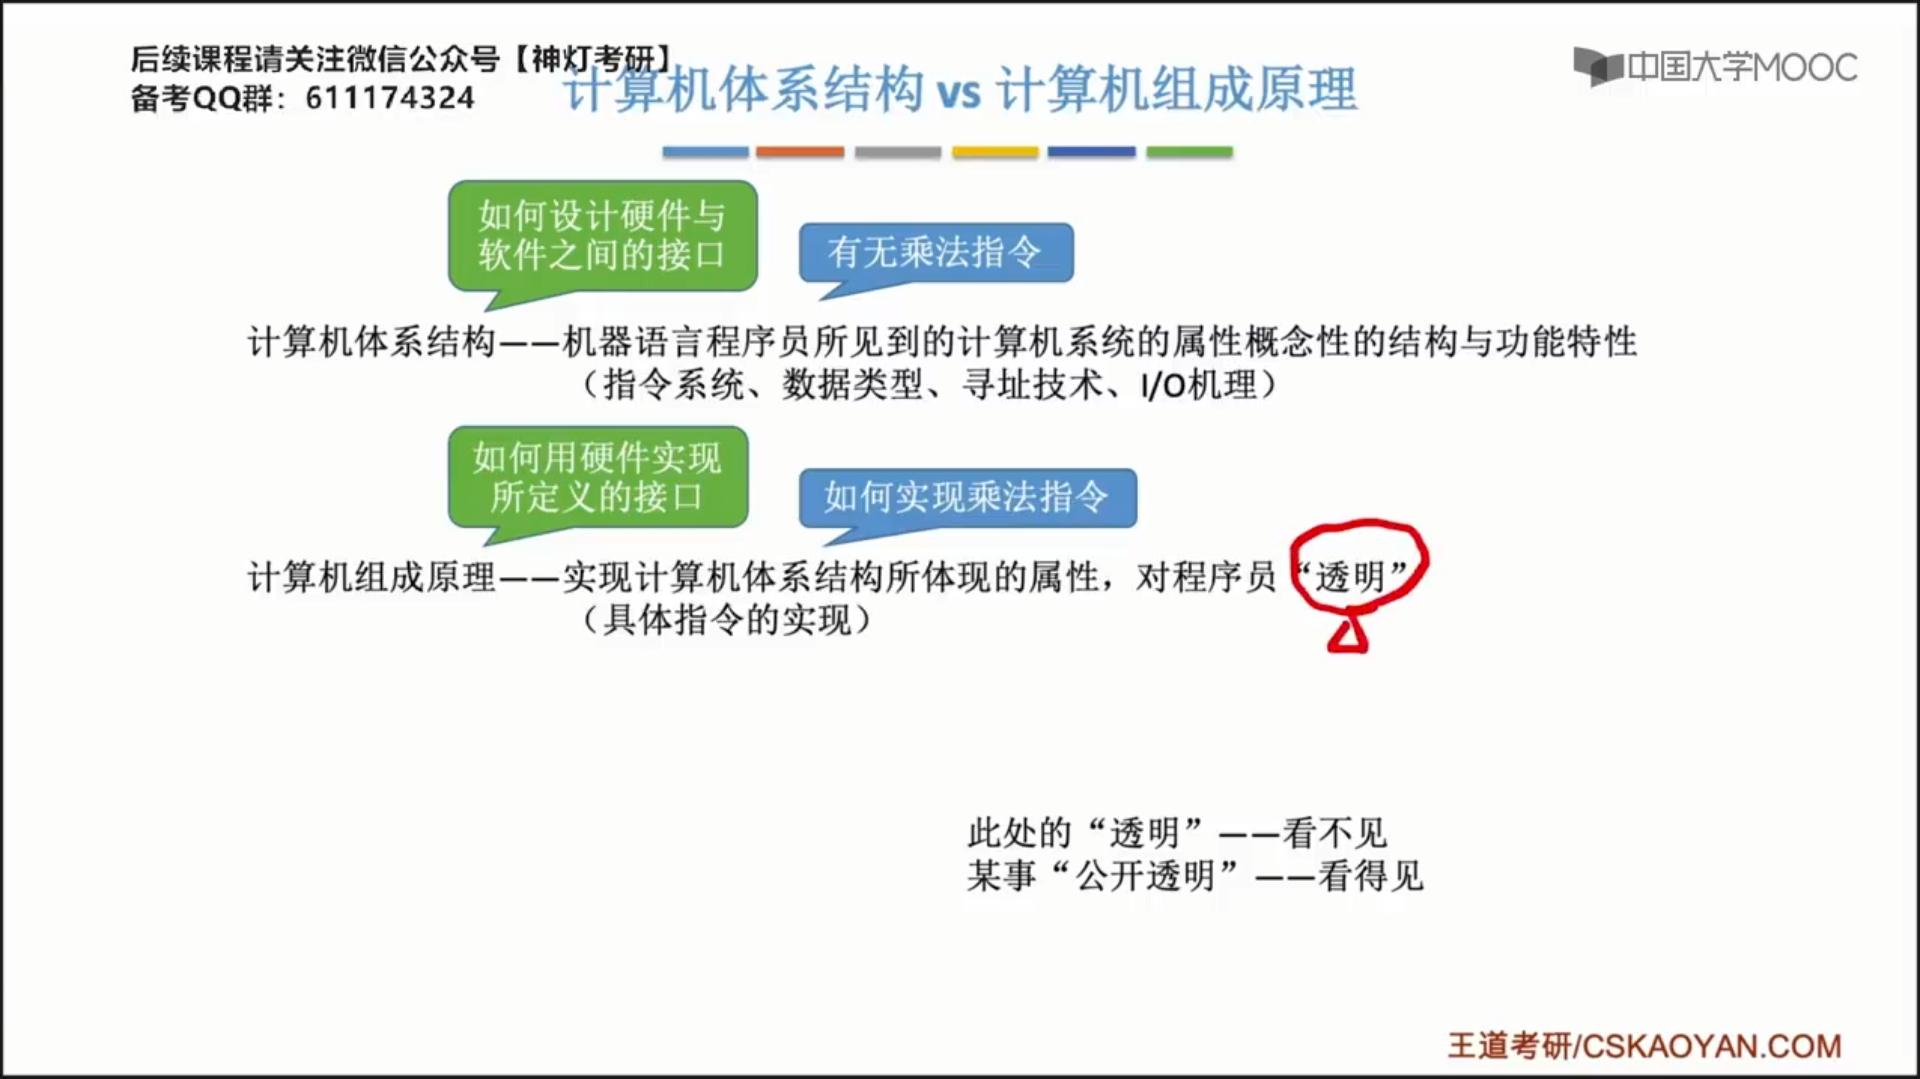 后续课程请关注微信公众号【神灯考研】
备考QQ群：611174324
计算机体系结构 vs 计算机组成原理
中国大学MOOC
如何设计硬件与
软件之间的接口
有无乘法指令
计算机体系结构——机器语言程序员所见到的计算机系统的属性概念性的结构与功能特性
（指令系统、数据类型、寻址技术、I/O机理）
如何用硬件实现
所定义的接口
如何实现乘法指令
计算机组成原理——实现计算机体系结构所体现的属性，对程序员“透明”
（具体指令的实现）
此处的“透明”——看不见
某事“公开透明”——看得见
王道考研/CSKAOYAN.COM